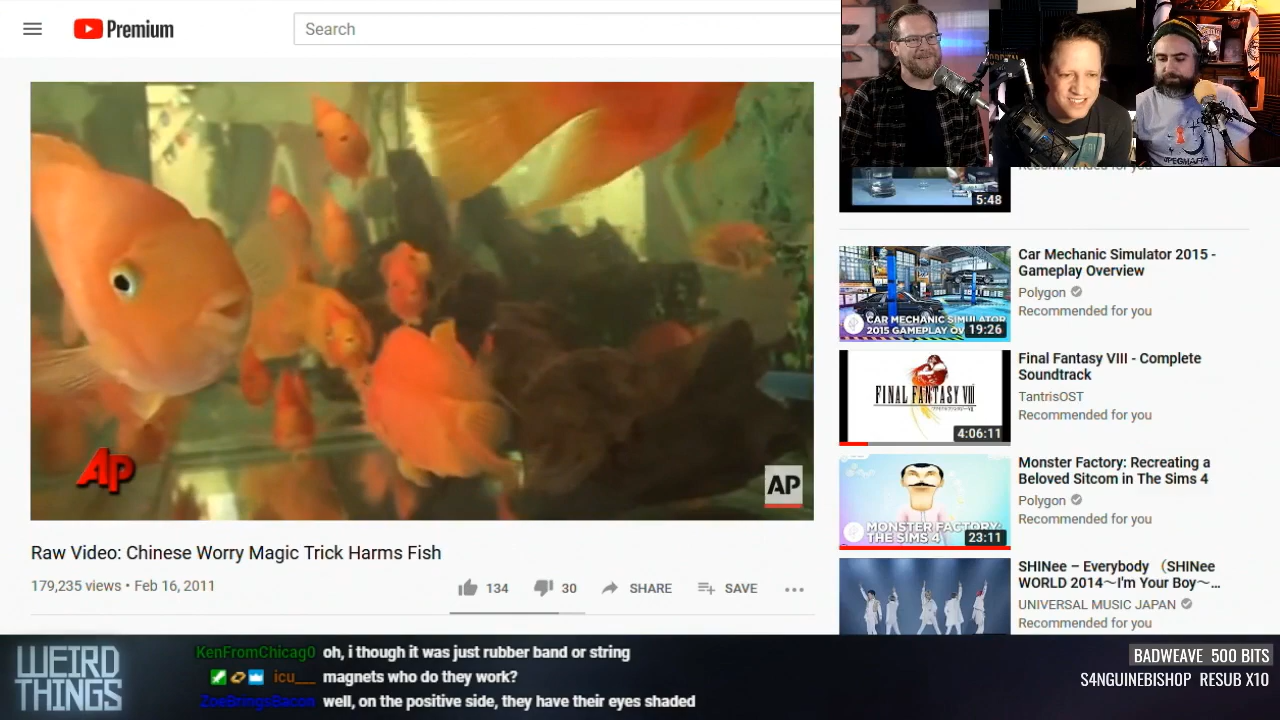 Premium
Search
5:48
Car Mechanic Simulator 2015 -
Gameplay Overview
Polygon
Recommended for you
CAR MECHANIC SIMULATOR
2015 GAMEPLAY OV
19:26
Final Fantasy VIII - Complete
Soundtrack
TantrisOST
Recommended for you
FINAL FANTASY VIII
4:06:11
Monster Factory: Recreating a
Beloved Sitcom in The Sims 4
Polygon
Recommended for you
MONSTER FACTORY:
THE SIMS 4
23:11
SHINee – Everybody (SHINee
WORLD 2014～I'm Your Boy～...
UNIVERSAL MUSIC JAPAN
Recommended for you
AP
AP
Raw Video: Chinese Worry Magic Trick Harms Fish
179,235 views • Feb 16, 2011
134
30
SHARE
SAVE
WEIRD
THINGS
KenFromChicag0 oh, i though it was just rubber band or string
icu___ magnets who do they work?
ZoeBringsBacon well, on the positive side, they have their eyes shaded
BADWEAVE 500 BITS
S4NGUINEBISHOP RESUB X10